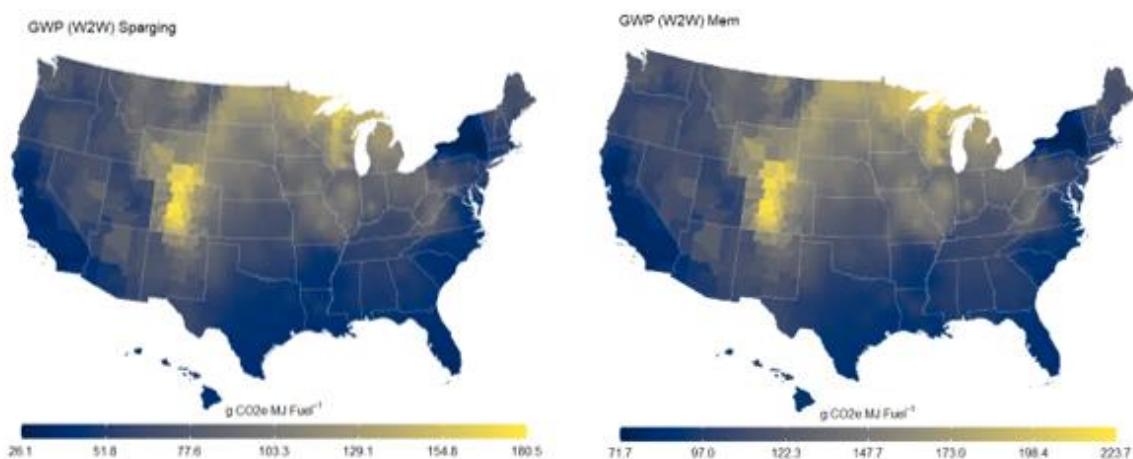 GWP (W2W) Sparging
GWP (W2W) Mem
g CO2e MJ Fuel⁻¹
26.1 51.8 77.6 103.3 129.1 154.8 180.5
g CO2e MJ Fuel⁻¹
71.7 97.0 122.3 147.7 173.0 198.4 223.7